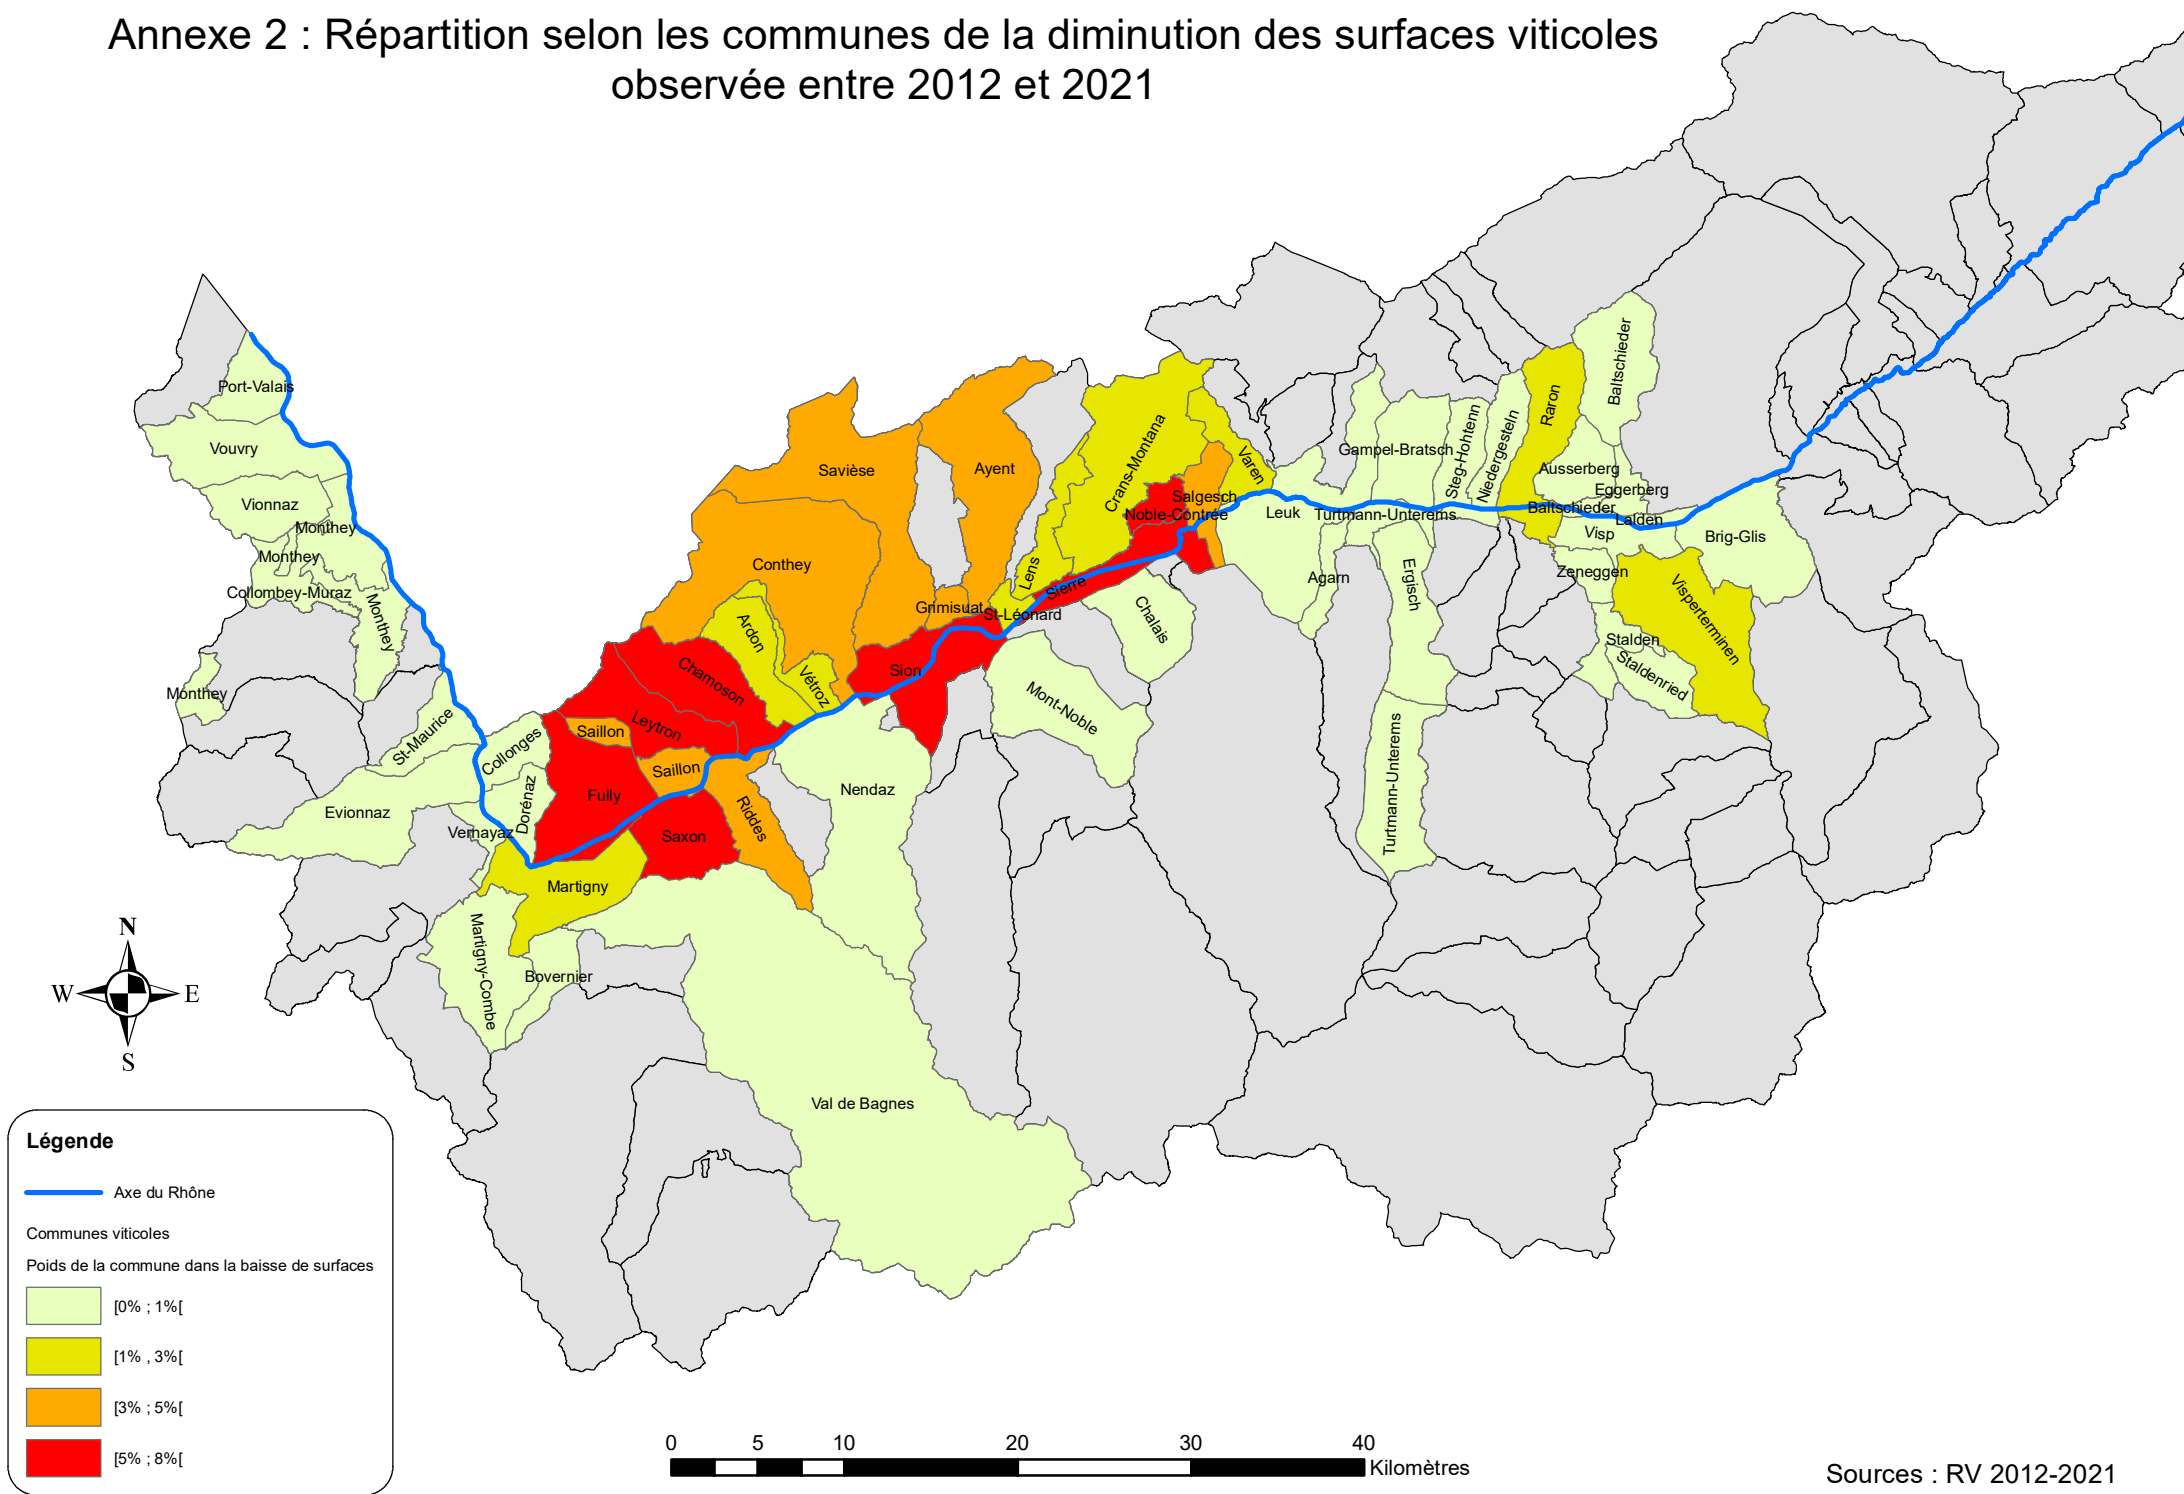 Annexe 2 : Répartition selon les communes de la diminution des surfaces viticoles
observée entre 2012 et 2021
Port-Valais
Vouvry
Vionnaz
Monthey
Monthey
Collombey-Muraz
Monthey
Monthey
St-Maurice
Collonges
Evionnaz
Dorénaz
Vernayaz
Martigny
Martigny-Combe
Bovernier
Val de Bagnes
Fully
Saillon
Saillon
Leytron
Chamoson
Saxon
Riddes
Nendaz
Ardon
Vétroz
Conthey
Savièse
Ayent
Grimisuat
Sion
St-Léonard
Lens
Crans-Montana
Sierre
Noble-Contrée
Salgesch
Varen
Chalais
Mont-Noble
Leuk
Agarn
Gampel-Bratsch
Turtmann-Unterems
Ergisch
Turtmann-Unterems
Steg-Hohtenn
Niedergesteln
Raron
Baltschieder
Ausserberg
Eggerberg
Baltschieder
Lalden
Visp
Brig-Glis
Zeneggen
Visperterminen
Stalden
Staldenried
N
W
E
S
Légende
Axe du Rhône
Communes viticoles
Poids de la commune dans la baisse de surfaces
[0% ; 1%[
[1% , 3%[
[3% ; 5%[
[5% ; 8%[
0 5 10 20 30 40
Kilomètres
Sources : RV 2012-2021